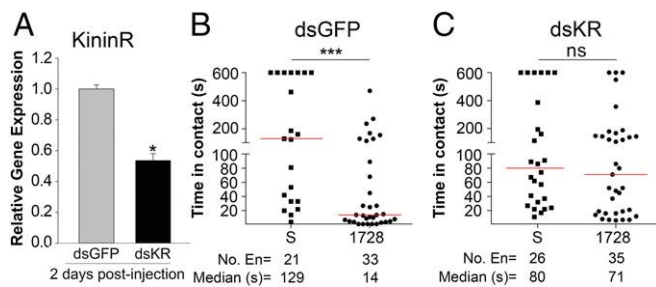 A
KininR
Relative Gene Expression
1.2
1.0
0.8
0.6
0.4
0.2
0.0
*
dsGFP dsKR
2 days post-injection
B
dsGFP
***
Time in contact (s)
600
400
200
100
80
60
40
20
S 1728
No. En= 21 33
Median (s)= 129 14
C
dsKR
ns
Time in contact (s)
600
400
200
100
80
60
40
20
S 1728
No. En= 26 35
Median (s)= 80 71